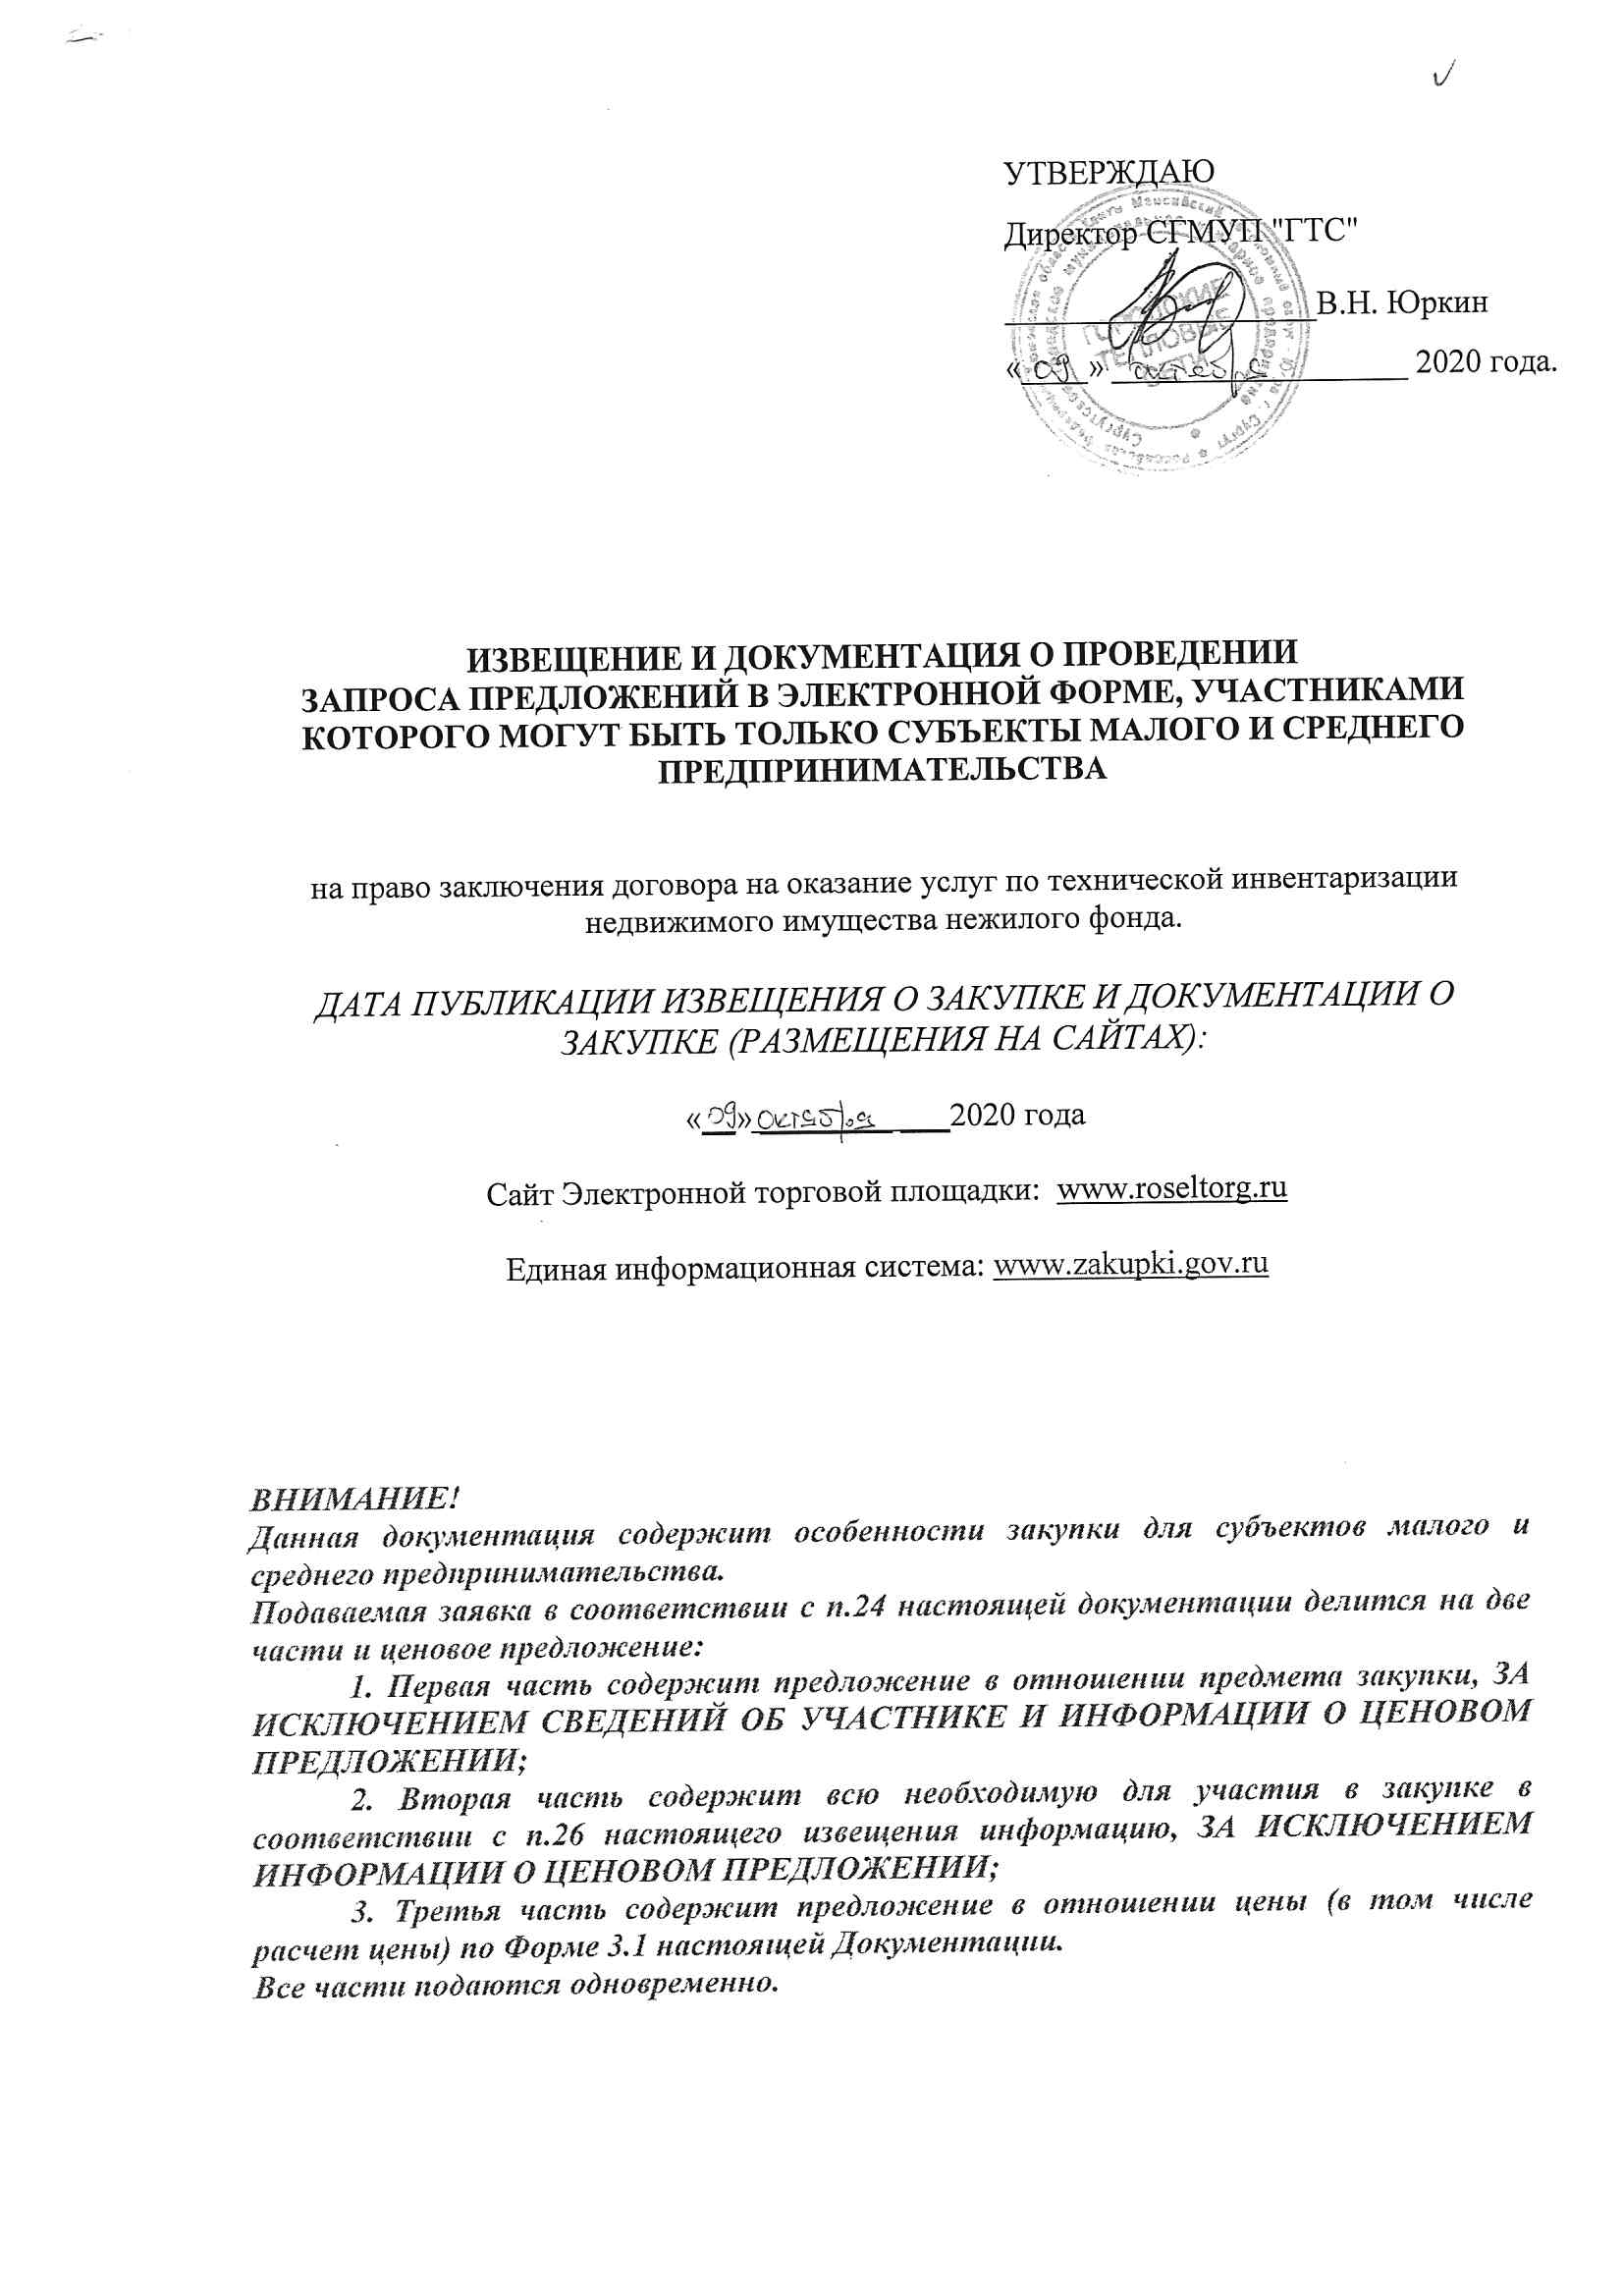 УТВЕРЖДАЮ
Директор СГМУП "ГТС"
В.Н. Юркин
«09» октября 2020 года.
ИЗВЕЩЕНИЕ И ДОКУМЕНТАЦИЯ О ПРОВЕДЕНИИ
ЗАПРОСА ПРЕДЛОЖЕНИЙ В ЭЛЕКТРОННОЙ ФОРМЕ, УЧАСТНИКАМИ
КОТОРОГО МОГУТ БЫТЬ ТОЛЬКО СУБЪЕКТЫ МАЛОГО И СРЕДНЕГО
ПРЕДПРИНИМАТЕЛЬСТВА
на право заключения договора на оказание услуг по технической инвентаризации
недвижимого имущества нежилого фонда.
ДАТА ПУБЛИКАЦИИ ИЗВЕЩЕНИЯ О ЗАКУПКЕ И ДОКУМЕНТАЦИИ О
ЗАКУПКЕ (РАЗМЕЩЕНИЯ НА САЙТАХ):
«09» октября 2020 года
Сайт Электронной торговой площадки: www.roseltorg.ru
Единая информационная система: www.zakupki.gov.ru
ВНИМАНИЕ!
Данная документация содержит особенности закупки для субъектов малого и
среднего предпринимательства.
Подаваемая заявка в соответствии с п.24 настоящей документации делится на две
части и ценовое предложение:
1. Первая часть содержит предложение в отношении предмета закупки, ЗА
ИСКЛЮЧЕНИЕМ СВЕДЕНИЙ ОБ УЧАСТНИКЕ И ИНФОРМАЦИИ О ЦЕНОВОМ
ПРЕДЛОЖЕНИИ;
2. Вторая часть содержит всю необходимую для участия в закупке в
соответствии с п.26 настоящего извещения информацию, ЗА ИСКЛЮЧЕНИЕМ
ИНФОРМАЦИИ О ЦЕНОВОМ ПРЕДЛОЖЕНИИ;
3. Третья часть содержит предложение в отношении цены (в том числе
расчет цены) по Форме 3.1 настоящей Документации.
Все части подаются одновременно.